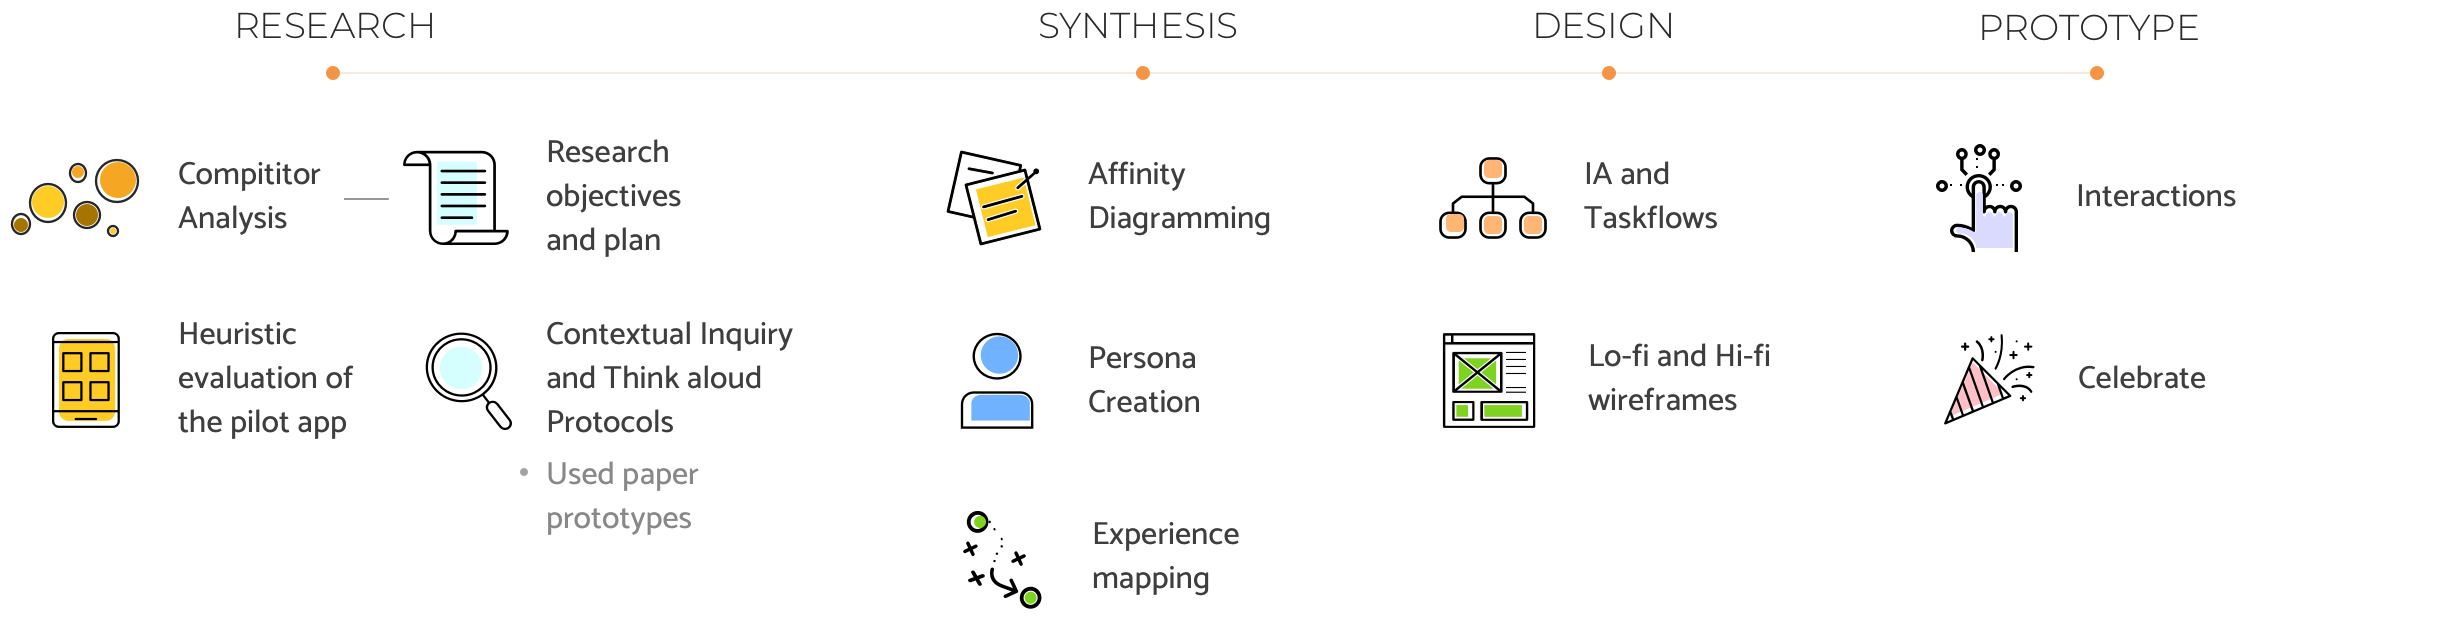 RESEARCH
SYNTHESIS
DESIGN
PROTOTYPE
Compititor
Analysis
Research
objectives
and plan
Heuristic
evaluation of
the pilot app
Contextual Inquiry
and Think aloud
Protocols
• Used paper
prototypes
Affinity
Diagramming
Persona
Creation
Experience
mapping
IA and
Taskflows
Lo-fi and Hi-fi
wireframes
Interactions
Celebrate